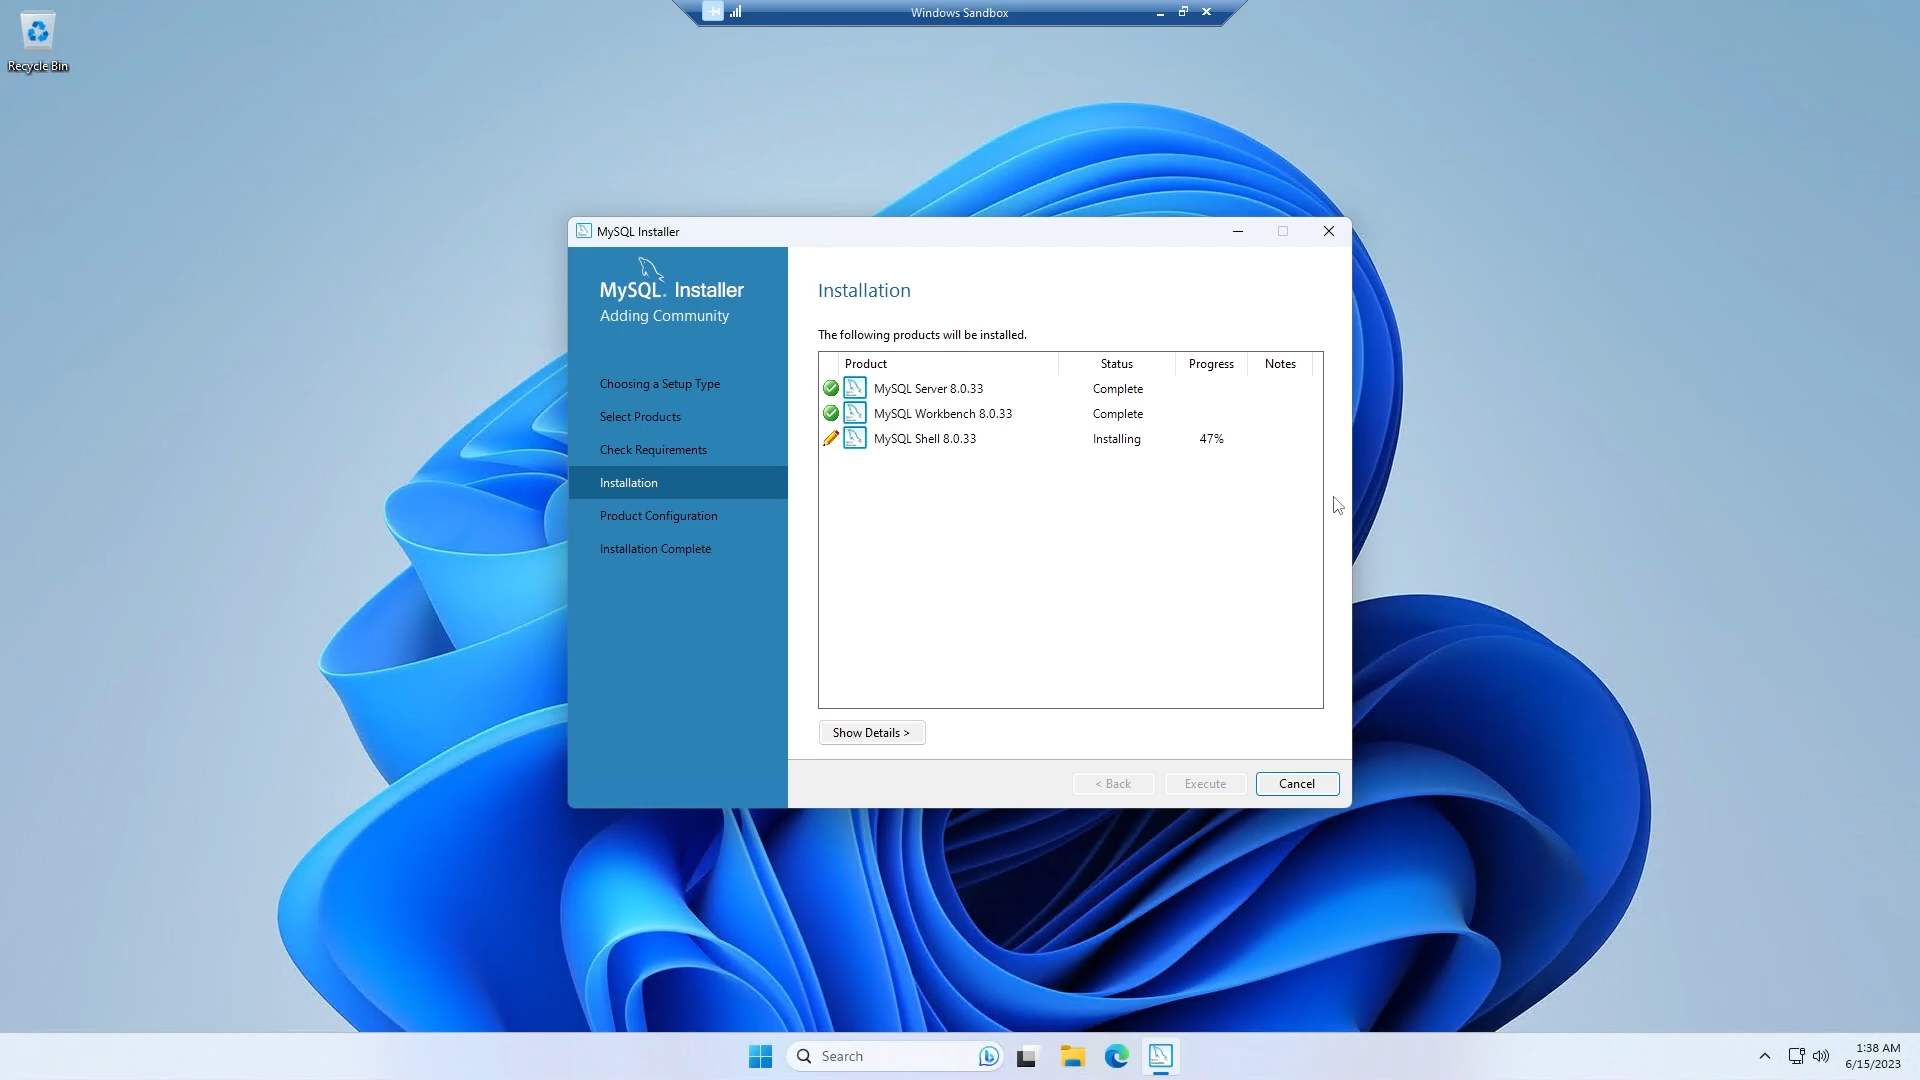 Windows Sandbox
Recycle Bin
MySQL Installer
MySQL. Installer
Adding Community
Choosing a Setup Type
Select Products
Check Requirements
Installation
Product Configuration
Installation Complete
Installation
The following products will be installed.
Product Status Progress Notes
MySQL Server 8.0.33 Complete
MySQL Workbench 8.0.33 Complete
MySQL Shell 8.0.33 Installing 47%
Show Details >
< Back Execute Cancel
Search
1:38 AM
6/15/2023